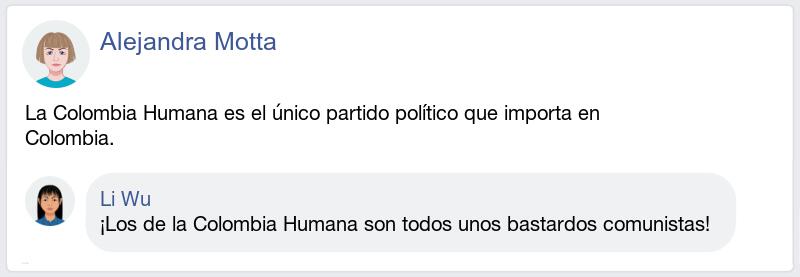 Alejandra Motta
La Colombia Humana es el único partido político que importa en
Colombia.
Li Wu
¡Los de la Colombia Humana son todos unos bastardos comunistas!